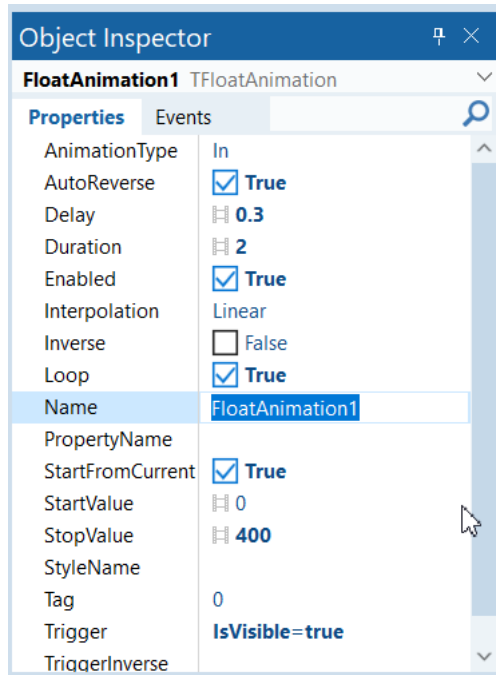 Object Inspector
FloatAnimation1 TFloatAnimation
Properties Events
AnimationType In
AutoReverse True
Delay 0.3
Duration 2
Enabled True
Interpolation Linear
Inverse False
Loop True
Name FloatAnimation1
PropertyName
StartFromCurrent True
StartValue 0
StopValue 400
StyleName
Tag 0
Trigger IsVisible=true
TriggerInverse